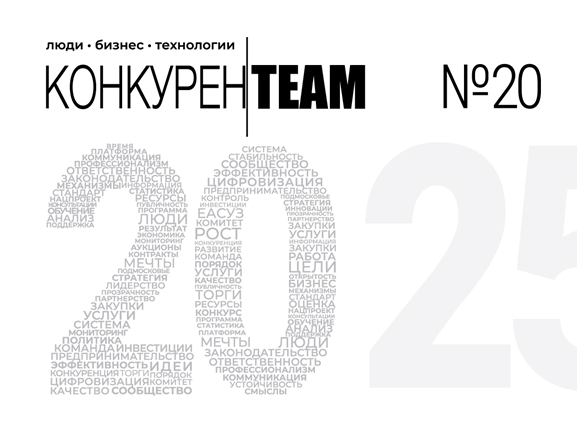 люди • бизнес • технологии
КОНКУРЕНTEAM
№20
ВРЕМЯ
ПЛАТФОРМА
КОММУНИКАЦИЯ
ПРОФЕССИОНАЛИЗМ
ОТВЕТСТВЕННОСТЬ
ЗАКОНОДАТЕЛЬСТВО
МЕХАНИЗМЫ ИНФОРМАЦИЯ
СТАНДАРТ СТАТИСТИКА
НАЦПРОЕКТ РЕСУРСЫ
КОНСУЛЬТАЦИИ ПУБЛИЧНОСТЬ
ОБУЧЕНИЕ ПРОГРАММА
АНАЛИЗ ЛЮДИ
ПОДДЕРЖКА РЕЗУЛЬТАТ
ЭКОНОМИКА
МОНИТОРИНГ
АУКЦИОНЫ
КОНТРАКТЫ
МЕЧТЫ
ПОДМОСКОВЬЕ
СТРАТЕГИЯ
ЛИДЕРСТВО
ПРОЗРАЧНОСТЬ
ПАРТНЕРСТВО
ЗАКУПКИ
УСЛУГИ
СИСТЕМА
МОНИТОРИНГ
ПОЛИТИКА
КОМАНДА ИНВЕСТИЦИИ
ПРЕДПРИНИМАТЕЛЬСТВО
ЭФФЕКТИВНОСТЬ ИДЕИ
КОНКУРЕНЦИЯ ТОРГИ ПОРЯДОК
ЦИФРОВИЗАЦИЯ КОМИТЕТ
КАЧЕСТВО СООБЩЕСТВО
СИСТЕМА
СТАБИЛЬНОСТЬ
СООБЩЕСТВО
ЭФФЕКТИВНОСТЬ
ЦИФРОВИЗАЦИЯ
ПРЕДПРИНИМАТЕЛЬСТВО
КОНТРОЛЬ ПОДМОСКОВЬЕ
ИНВЕСТИЦИИ СТРАТЕГИЯ
ЕАСУЗ ИННОВАЦИИ
КОМИТЕТ ПРОЗРАЧНОСТЬ
РОСТ ПАРТНЕРСТВО
КОНКУРЕНЦИЯ ЗАКУПКИ
РАЗВИТИЕ УСЛУГИ
КОМАНДА ИНФОРМАЦИЯ
ПОРЯДОК ЗАКУПКИ
УСЛУГИ РАБОТА
КАЧЕСТВО ЦЕЛИ
ПУБЛИЧНОСТЬ ОТКРЫТОСТЬ
ТОРГИ БИЗНЕС
РЕСУРСЫ МЕХАНИЗМЫ
КОНКУРС СТАНДАРТ
ПРОГРАММА ОЦЕНКА
СТАТИСТИКА НАЦПРОЕКТ
ПЛАТФОРМА КОНСУЛЬТАЦИИ
МЕЧТЫ ОБУЧЕНИЕ
АНАЛИЗ
ПОДДЕРЖКА
ЛЮДИ
ЗАКОНОДАТЕЛЬСТВО
ОТВЕТСТВЕННОСТЬ
ПРОФЕССИОНАЛИЗМ
КОММУНИКАЦИЯ
УСТОЙЧИВОСТЬ
СМЫСЛЫ
25